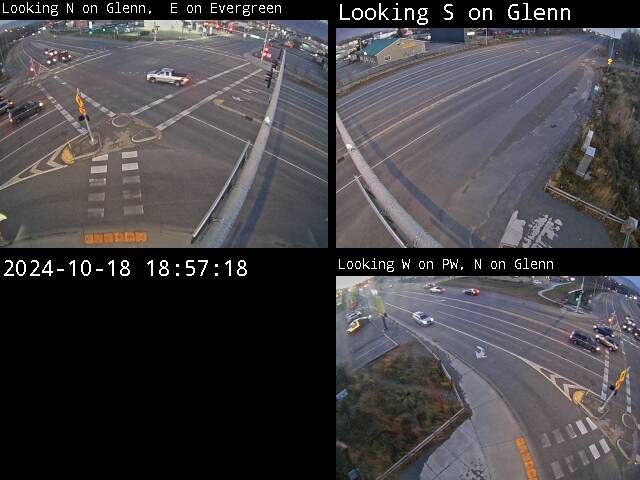 Looking N on Glenn,  E on Evergreen
Looking S on Glenn
2024-10-18 18:57:18
Looking W on PW, N on Glenn